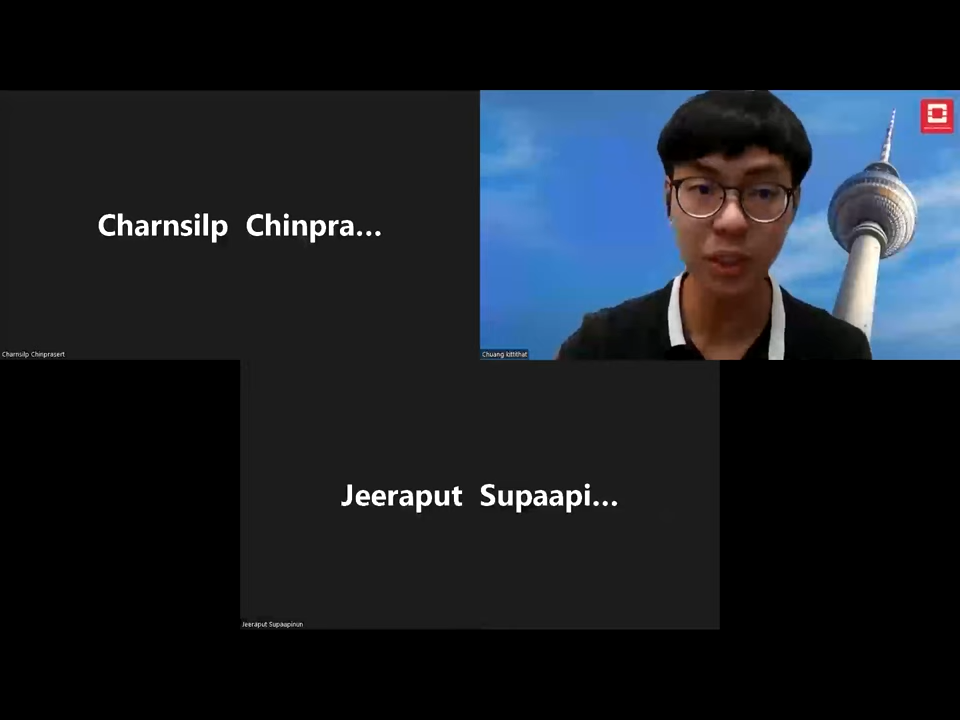 Charnsilp Chinpra...
Charnsilp Chinprasert
Chuang kittithat
Jeeraput Supaapi...
Jeeraput Supaapinun